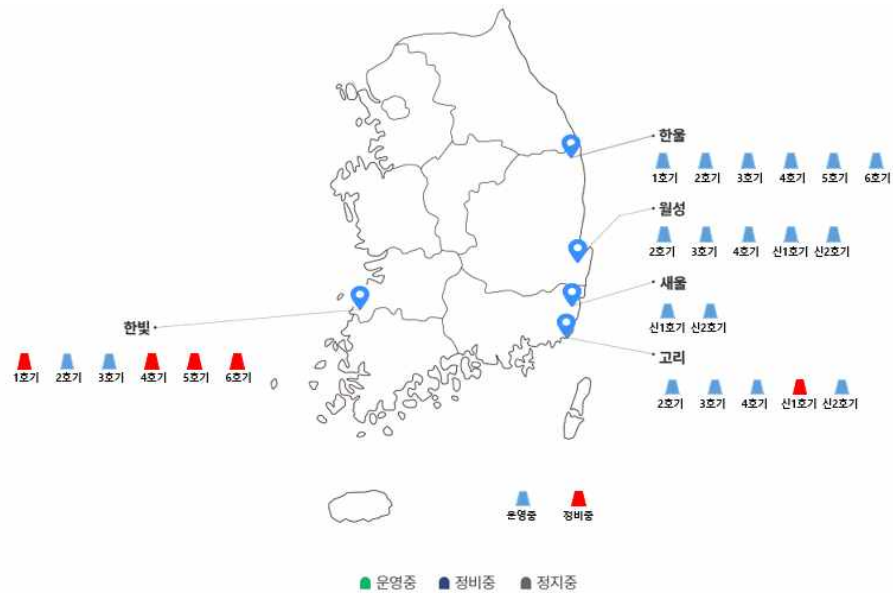 한울
1호기 2호기 3호기 4호기 5호기 6호기
월성
2호기 3호기 4호기 신1호기 신2호기
새울
신1호기 신2호기
한빛
1호기 2호기 3호기 4호기 5호기 6호기
고리
2호기 3호기 4호기 신1호기 신2호기
운영중 정비중
운영중 정비중 정지중